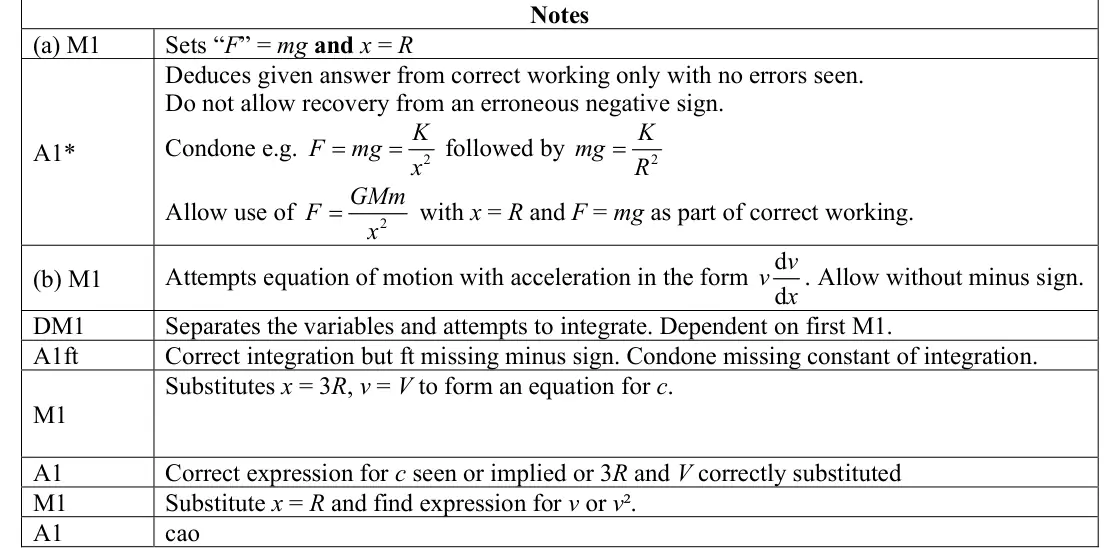 Notes
(a) M1 Sets “F” = mg and x = R
Deduces given answer from correct working only with no errors seen.
Do not allow recovery from an erroneous negative sign.
A1* Condone e.g. F = mg = K/x² followed by mg = K/R²
Allow use of F = GMm/x² with x = R and F = mg as part of correct working.
(b) M1 Attempts equation of motion with acceleration in the form v dv/dx . Allow without minus sign.
DM1 Separates the variables and attempts to integrate. Dependent on first M1.
A1ft Correct integration but ft missing minus sign. Condone missing constant of integration.
M1 Substitutes x = 3R, v = V to form an equation for c.
A1 Correct expression for c seen or implied or 3R and V correctly substituted
M1 Substitute x = R and find expression for v or v².
A1 cao